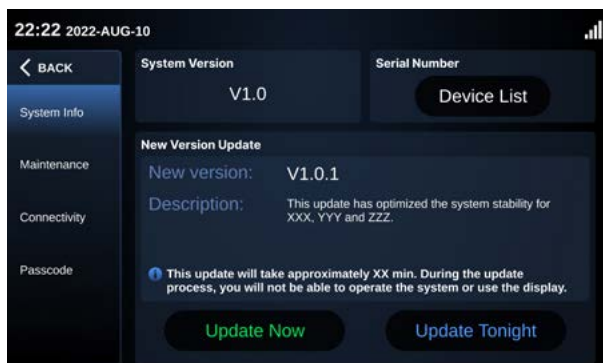 22:22 2022-AUG-10
BACK
System Info
Maintenance
Connectivity
Passcode
System Version
V1.0
Serial Number
Device List
New Version Update
New version: V1.0.1
Description: This update has optimized the system stability for
XXX, YYY and ZZZ.
This update will take approximately XX min. During the update
process, you will not be able to operate the system or use the display.
Update Now
Update Tonight